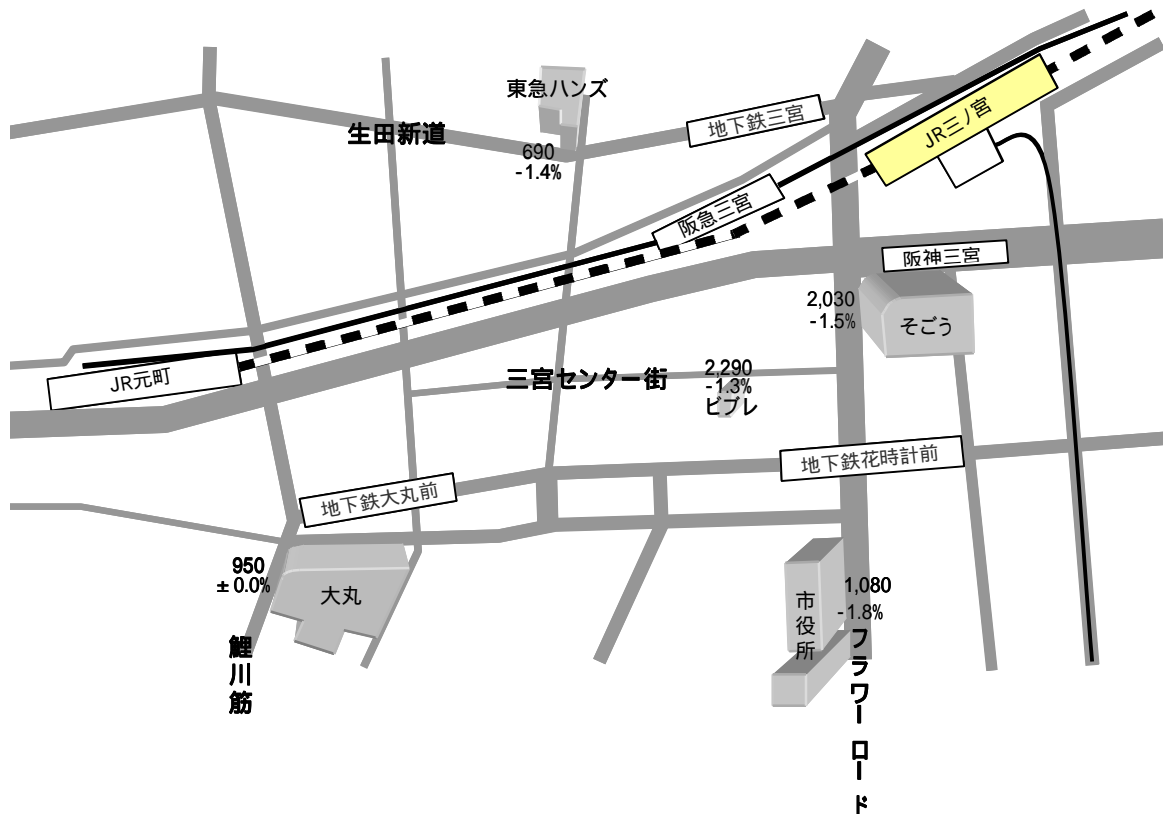 東急ハンズ
地下鉄三宮
JR三ノ宮
生田新道
690
-1.4%
阪急三宮
阪神三宮
2,030
-1.5%
そごう
JR元町
三宮センター街
2,290
-1.3%
ビブレ
地下鉄花時計前
地下鉄大丸前
950
±0.0%
大丸
市役所
1,080
-1.8%
鯉川筋
フラワーロード